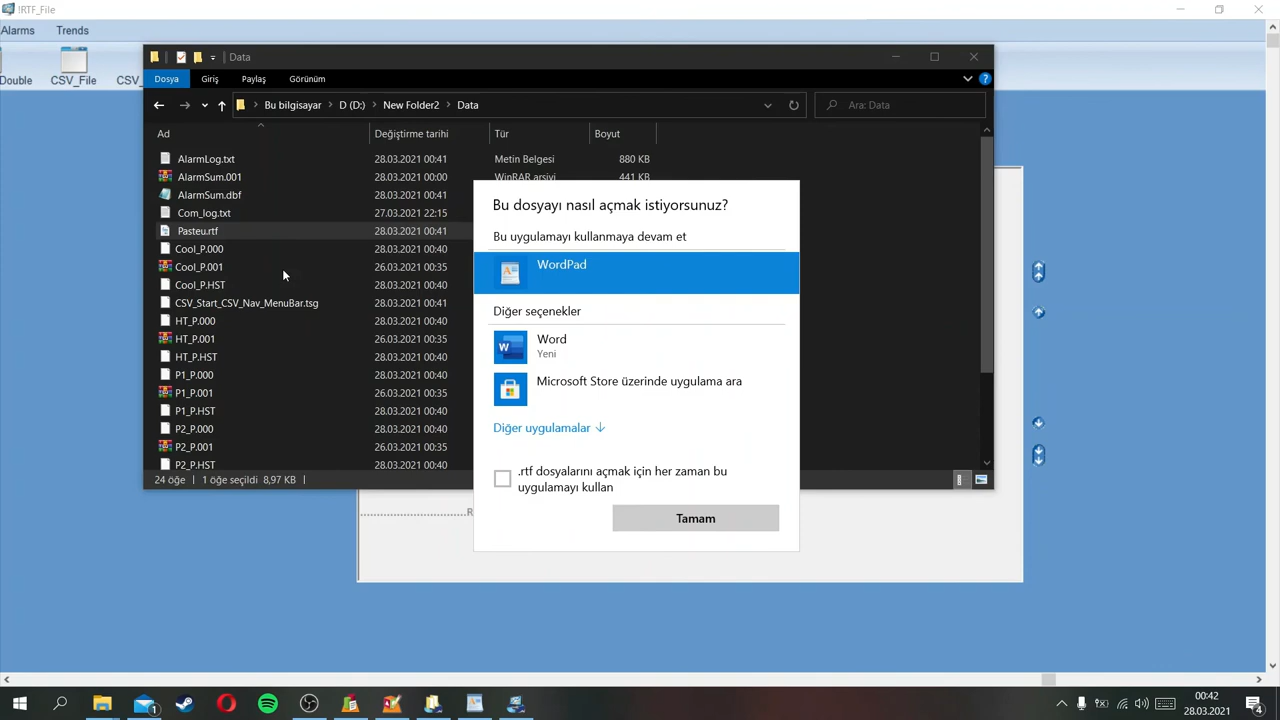 !RTF_File
Alarms Trends
Double CSV_File CSV_
Data
Dosya Giriş Paylaş Görünüm
Bu bilgisayar D (D:) New Folder2 Data
Ara: Data
Ad Değiştirme tarihi Tür Boyut
AlarmLog.txt 28.03.2021 00:41 Metin Belgesi 880 KB
AlarmSum.001 28.03.2021 00:00 WinRAR arşivi 441 KB
AlarmSum.dbf 28.03.2021 00:41
Com_log.txt 27.03.2021 22:15
Pasteu.rtf 28.03.2021 00:41
Cool_P.000 28.03.2021 00:40
Cool_P.001 26.03.2021 00:35
Cool_P.HST 28.03.2021 00:40
CSV_Start_CSV_Nav_MenuBar.tsg 28.03.2021 00:41
HT_P.000 28.03.2021 00:40
HT_P.001 26.03.2021 00:35
HT_P.HST 28.03.2021 00:40
P1_P.000 28.03.2021 00:40
P1_P.001 26.03.2021 00:35
P1_P.HST 28.03.2021 00:40
P2_P.000 28.03.2021 00:40
P2_P.001 26.03.2021 00:35
P2_P.HST 28.03.2021 00:40
24 öğe 1 öğe seçildi 8,97 KB
Bu dosyayı nasıl açmak istiyorsunuz?
Bu uygulamayı kullanmaya devam et
WordPad
Diğer seçenekler
Word
Yeni
Microsoft Store üzerinde uygulama ara
Diğer uygulamalar
.rtf dosyalarını açmak için her zaman bu
uygulamayı kullan
Tamam
R
00:42
28.03.2021